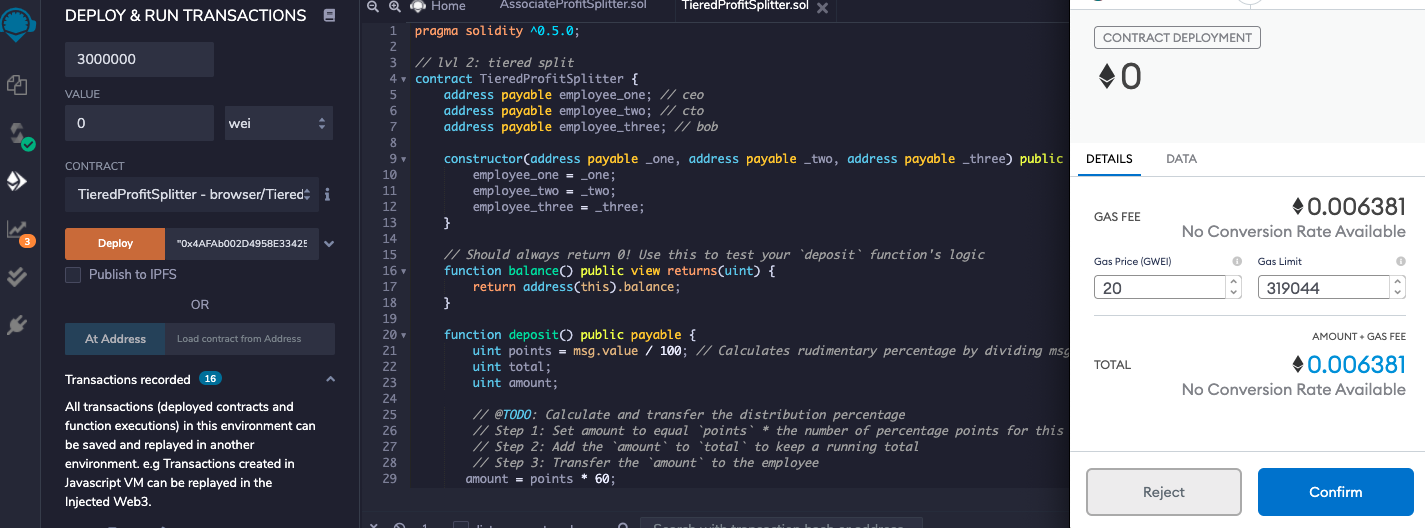 DEPLOY & RUN TRANSACTIONS
3000000
VALUE
0
wei
CONTRACT
TieredProfitSplitter - browser/Tiered
Deploy
"0x4AFAb002D4958E33425
Publish to IPFS
OR
At Address
Load contract from Address
Transactions recorded 16
All transactions (deployed contracts and
function executions) in this environment can
be saved and replayed in another
environment. e.g Transactions created in
Javascript VM can be replayed in the
Injected Web3.
3
Home
AssociateProfitSplitter.sol
TieredProfitSplitter.sol
1 pragma solidity ^0.5.0;
2
3 // lvl 2: tiered split
4 contract TieredProfitSplitter {
5 address payable employee_one; // ceo
6 address payable employee_two; // cto
7 address payable employee_three; // bob
8
9 constructor(address payable _one, address payable _two, address payable _three) public
10 employee_one = _one;
11 employee_two = _two;
12 employee_three = _three;
13 }
14
15 // Should always return 0! Use this to test your `deposit` function's logic
16 function balance() public view returns(uint) {
17 return address(this).balance;
18 }
19
20 function deposit() public payable {
21 uint points = msg.value / 100; // Calculates rudimentary percentage by dividing msg
22 uint total;
23 uint amount;
24
25 // @TODO: Calculate and transfer the distribution percentage
26 // Step 1: Set amount to equal `points` * the number of percentage points for this
27 // Step 2: Add the `amount` to `total` to keep a running total
28 // Step 3: Transfer the `amount` to the employee
29 amount = points * 60;
Search with transaction hash or address
CONTRACT DEPLOYMENT
0
DETAILS
DATA
GAS FEE
0.006381
No Conversion Rate Available
Gas Price (GWEI)
Gas Limit
20
319044
AMOUNT + GAS FEE
TOTAL
0.006381
No Conversion Rate Available
Reject
Confirm